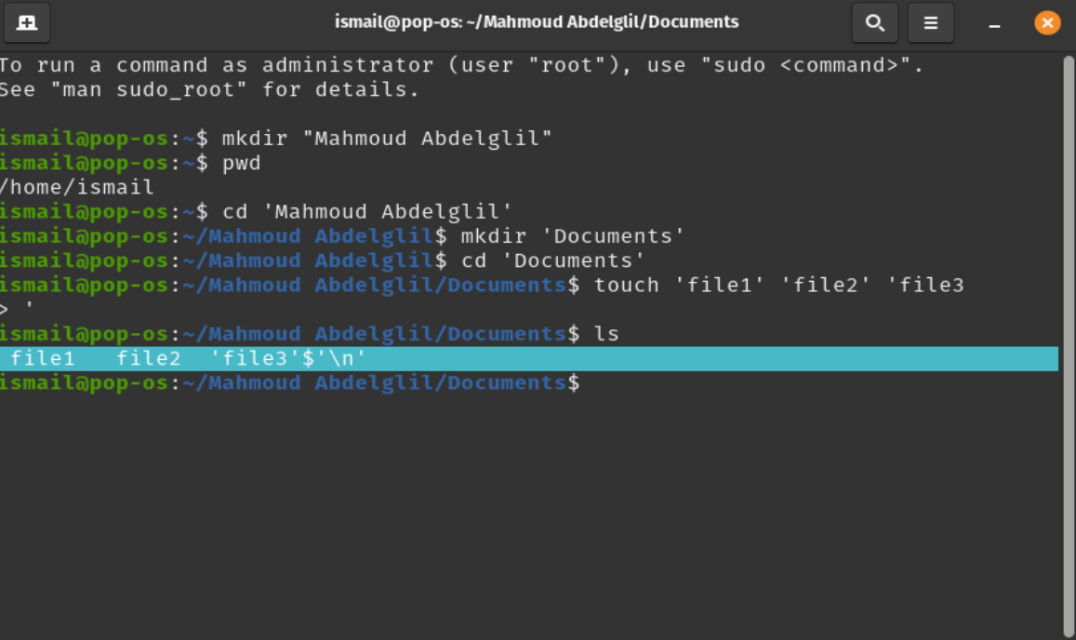 ismail@pop-os: ~/Mahmoud Abdelglil/Documents
To run a command as administrator (user "root"), use "sudo <command>".
See "man sudo_root" for details.
ismail@pop-os:~$ mkdir "Mahmoud Abdelglil"
ismail@pop-os:~$ pwd
/home/ismail
ismail@pop-os:~$ cd 'Mahmoud Abdelglil'
ismail@pop-os:~/Mahmoud Abdelglil$ mkdir 'Documents'
ismail@pop-os:~/Mahmoud Abdelglil$ cd 'Documents'
ismail@pop-os:~/Mahmoud Abdelglil/Documents$ touch 'file1' 'file2' 'file3
> '
ismail@pop-os:~/Mahmoud Abdelglil/Documents$ ls
file1   file2  'file3'$'\n'
ismail@pop-os:~/Mahmoud Abdelglil/Documents$